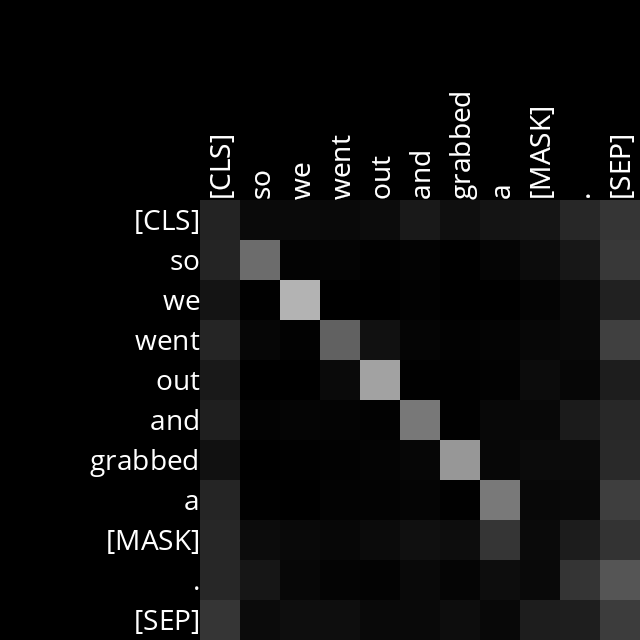 [CLS] so we went out and grabbed a [MASK] . [SEP]
[CLS]
so
we
went
out
and
grabbed
a
[MASK]
.
[SEP]